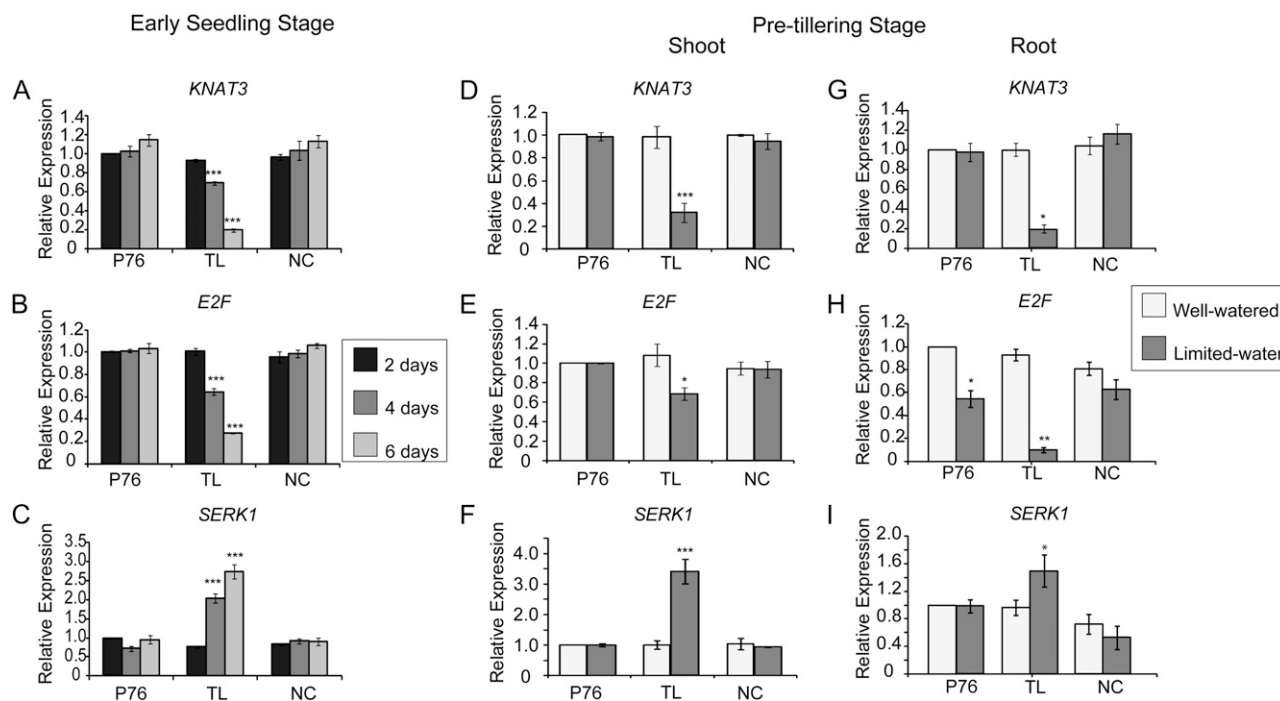 Early Seedling Stage
Pre-tillering Stage
Shoot
Root
A
KNAT3
Relative Expression
1.4
1.2
1.0
0.8
0.6
0.4
0.2
0
***
***
P76 TL NC
D
KNAT3
Relative Expression
1.2
1.0
0.8
0.6
0.4
0.2
0
***
P76 TL NC
G
KNAT3
Relative Expression
1.4
1.2
1.0
0.8
0.6
0.4
0.2
0
*
P76 TL NC
B
E2F
Relative Expression
1.2
1.0
0.8
0.6
0.4
0.2
0
***
***
P76 TL NC
2 days
4 days
6 days
E
E2F
Relative Expression
1.4
1.2
1.0
0.8
0.6
0.4
0.2
0
*
P76 TL NC
H
E2F
Relative Expression
1.2
1.0
0.8
0.6
0.4
0.2
0
*
**
P76 TL NC
Well-watered
Limited-water
C
SERK1
Relative Expression
3.5
3.0
2.5
2.0
1.5
1.0
0.5
0
***
***
P76 TL NC
F
SERK1
Relative Expression
4.0
3.0
2.0
1.0
0
***
P76 TL NC
I
SERK1
Relative Expression
2.0
1.6
1.2
0.8
0.4
0
*
P76 TL NC